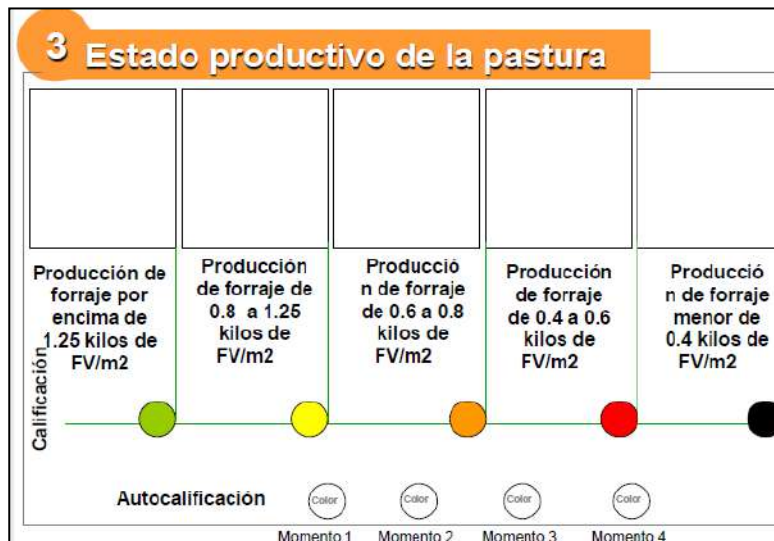 3 Estado productivo de la pastura
Producción de
forraje por
encima de
1.25 kilos de
FV/m2
Producción
de forraje de
0.8 a 1.25
kilos de
FV/m2
Producció
n de forraje
de 0.6 a 0.8
kilos de
FV/m2
Producción
de forraje
de 0.4 a 0.6
kilos de
FV/m2
Producció
n de forraje
menor de
0.4 kilos de
FV/m2
Calificación
Autocalificación
Color
Color
Color
Color
Momento 1
Momento 2
Momento 3
Momento 4